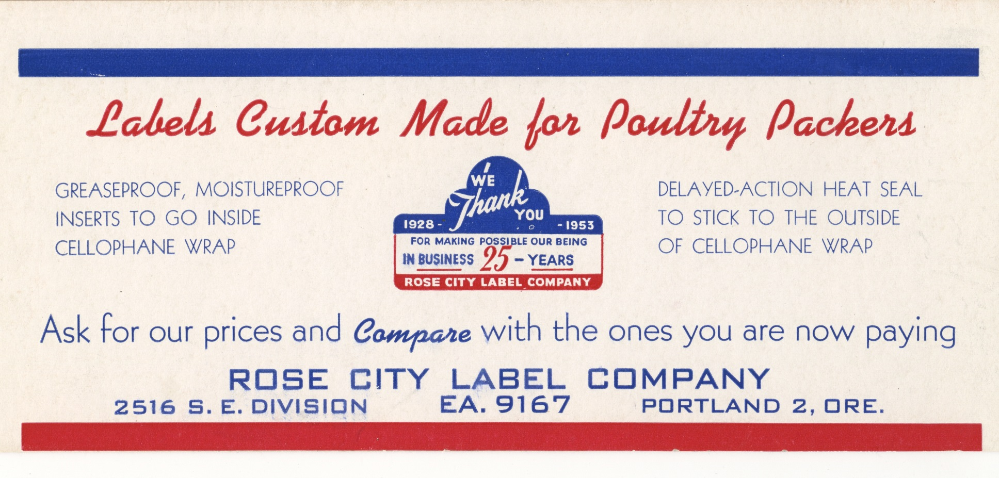 Labels Custom Made for Poultry Packers
GREASEPROOF, MOISTUREPROOF
INSERTS TO GO INSIDE
CELLOPHANE WRAP
WE
Thank
YOU
1928 - - 1953
FOR MAKING POSSIBLE OUR BEING
IN BUSINESS 25 - YEARS
ROSE CITY LABEL COMPANY
DELAYED-ACTION HEAT SEAL
TO STICK TO THE OUTSIDE
OF CELLOPHANE WRAP
Ask for our prices and Compare with the ones you are now paying
ROSE CITY LABEL COMPANY
2516 S. E. DIVISION EA. 9167 PORTLAND 2, ORE.